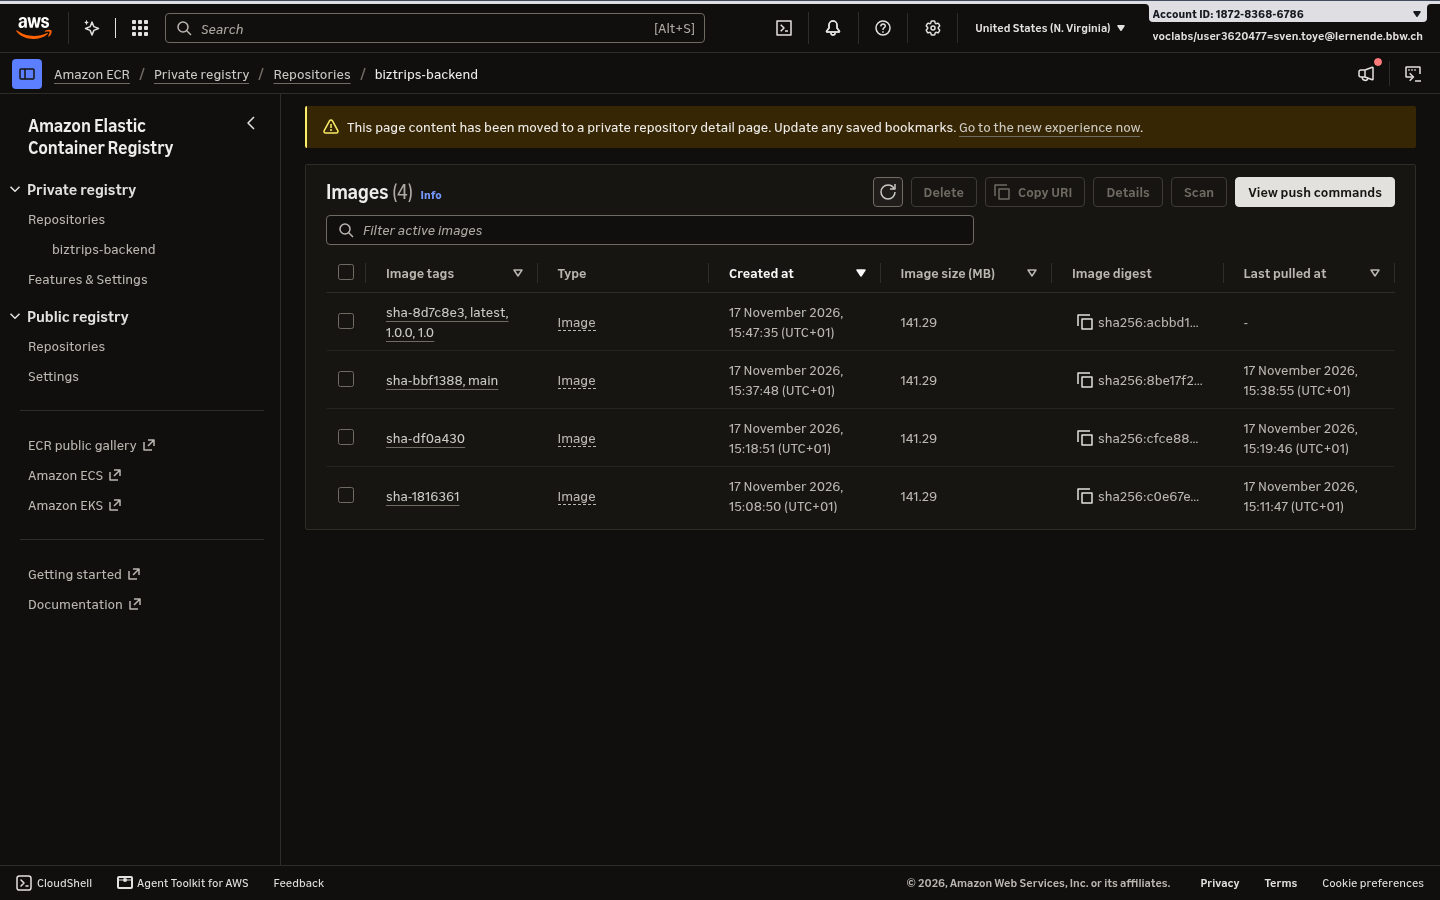 aws
Search
[Alt+S]
United States (N. Virginia)
Account ID: 1872-8368-6786
voclabs/user3620477=sven.toye@lernende.bbw.ch
Amazon ECR / Private registry / Repositories / biztrips-backend
Amazon Elastic
Container Registry
Private registry
Repositories
biztrips-backend
Features & Settings
Public registry
Repositories
Settings
ECR public gallery
Amazon ECS
Amazon EKS
Getting started
Documentation
This page content has been moved to a private repository detail page. Update any saved bookmarks. Go to the new experience now.
Images (4) Info
Delete
Copy URI
Details
Scan
View push commands
Filter active images
Image tags
Type
Created at
Image size (MB)
Image digest
Last pulled at
sha-8d7c8e3, latest,
1.0.0, 1.0
Image
17 November 2026,
15:47:35 (UTC+01)
141.29
sha256:acbbd1...
-
sha-bbf1388, main
Image
17 November 2026,
15:37:48 (UTC+01)
141.29
sha256:8be17f2...
17 November 2026,
15:38:55 (UTC+01)
sha-df0a430
Image
17 November 2026,
15:18:51 (UTC+01)
141.29
sha256:cfce88...
17 November 2026,
15:19:46 (UTC+01)
sha-1816361
Image
17 November 2026,
15:08:50 (UTC+01)
141.29
sha256:c0e67e...
17 November 2026,
15:11:47 (UTC+01)
CloudShell
Agent Toolkit for AWS
Feedback
© 2026, Amazon Web Services, Inc. or its affiliates.
Privacy
Terms
Cookie preferences